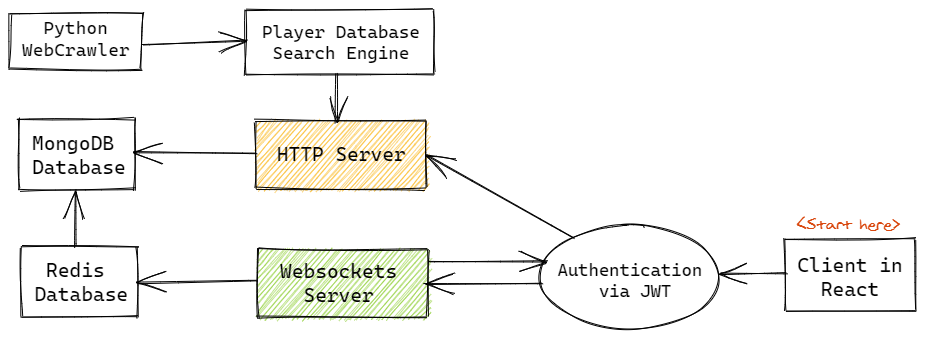 Python
WebCrawler
Player Database
Search Engine
MongoDB
Database
HTTP Server
<Start here>
Redis
Database
Websockets
Server
Authentication
via JWT
Client in
React